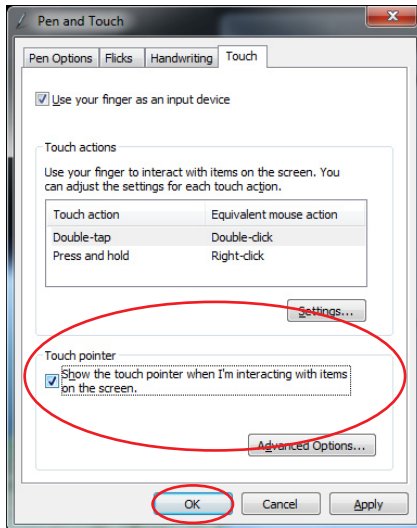 Pen and Touch
Pen Options Flicks Handwriting Touch
Use your finger as an input device
Touch actions
Use your finger to interact with items on the screen. You
can adjust the settings for each touch action.
Touch action Equivalent mouse action
Double-tap Double-click
Press and hold Right-click
Settings...
Touch pointer
Show the touch pointer when I'm interacting with items
on the screen.
Advanced Options...
OK Cancel Apply